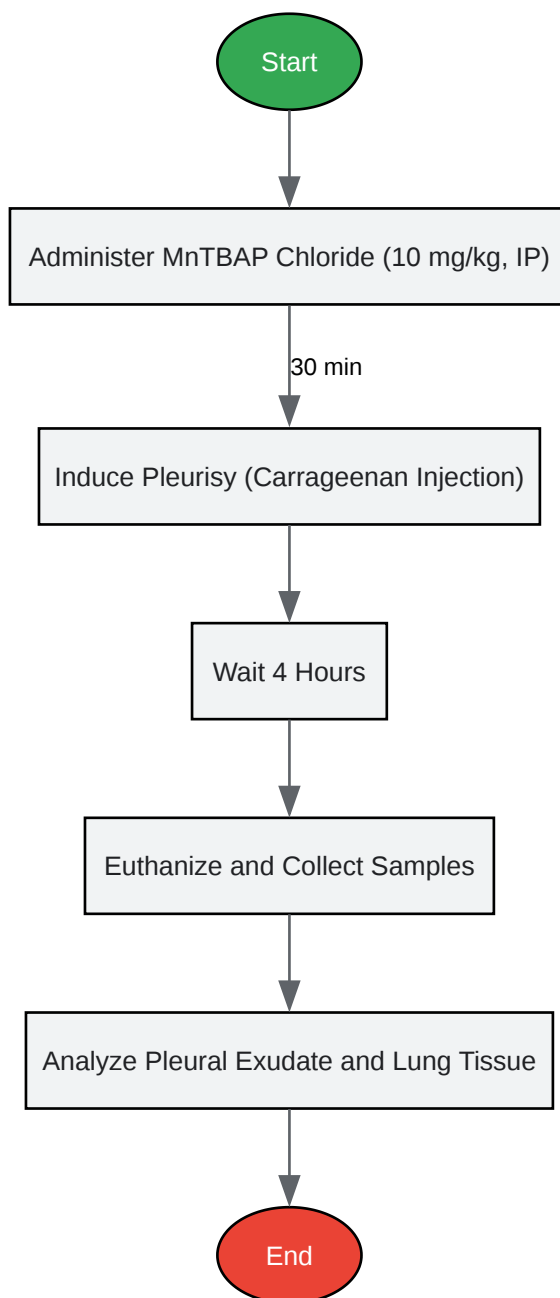 Start
Administer MnTBAP Chloride (10 mg/kg, IP)
30 min
Induce Pleurisy (Carrageenan Injection)
Wait 4 Hours
Euthanize and Collect Samples
Analyze Pleural Exudate and Lung Tissue
End